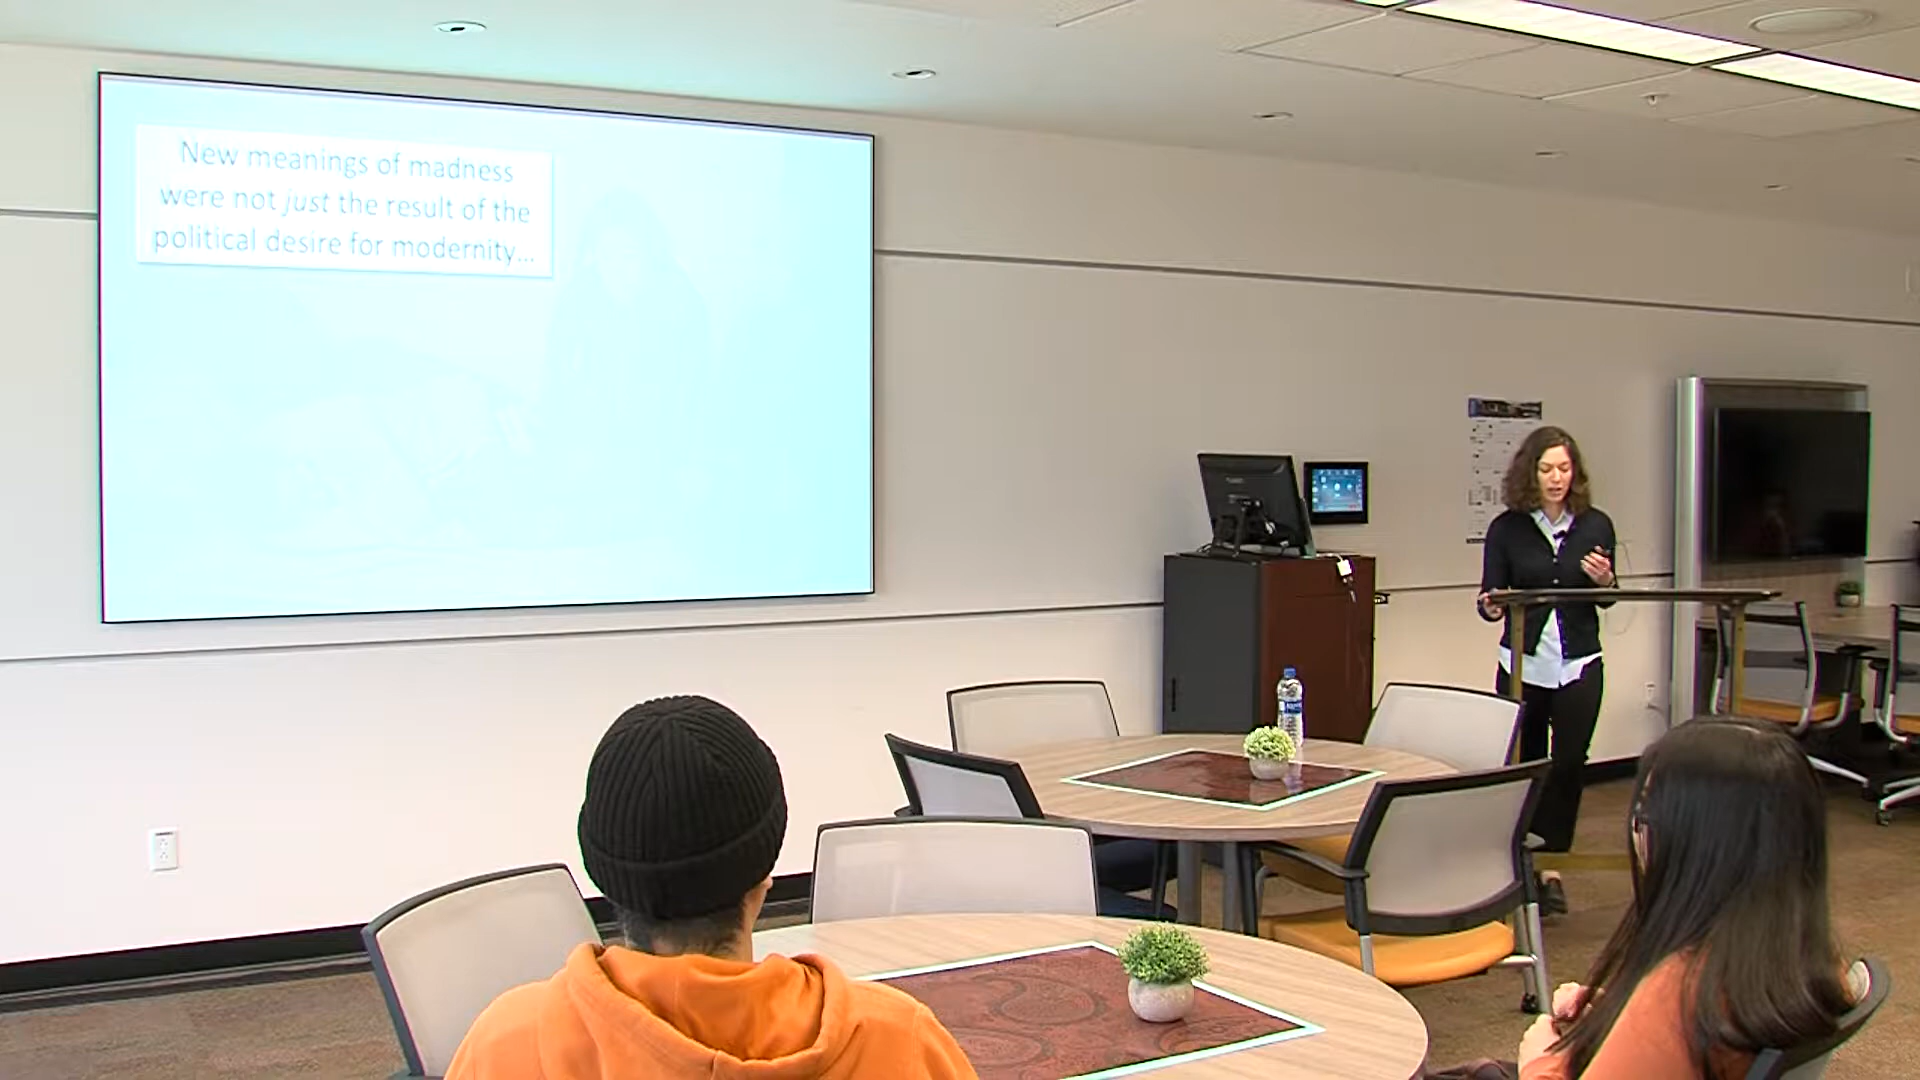 New meanings of madness
were not just the result of the
political desire for modernity...